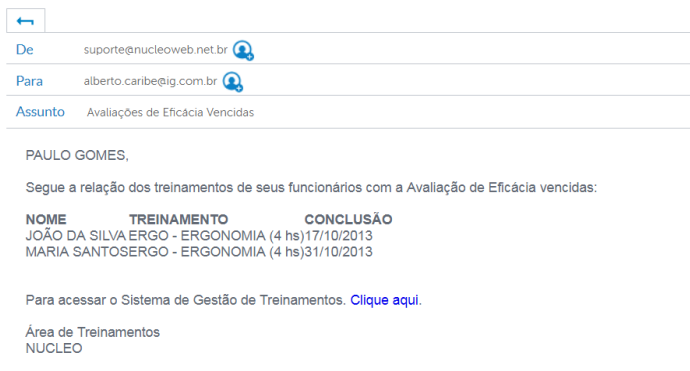 De suporte@nucleoweb.net.br
Para alberto.caribe@ig.com.br
Assunto Avaliações de Eficácia Vencidas
PAULO GOMES,
Segue a relação dos treinamentos de seus funcionários com a Avaliação de Eficácia vencidas:
NOME TREINAMENTO CONCLUSÃO
JOÃO DA SILVA ERGO - ERGONOMIA (4 hs)17/10/2013
MARIA SANTOSERGO - ERGONOMIA (4 hs)31/10/2013
Para acessar o Sistema de Gestão de Treinamentos. Clique aqui.
Área de Treinamentos
NUCLEO